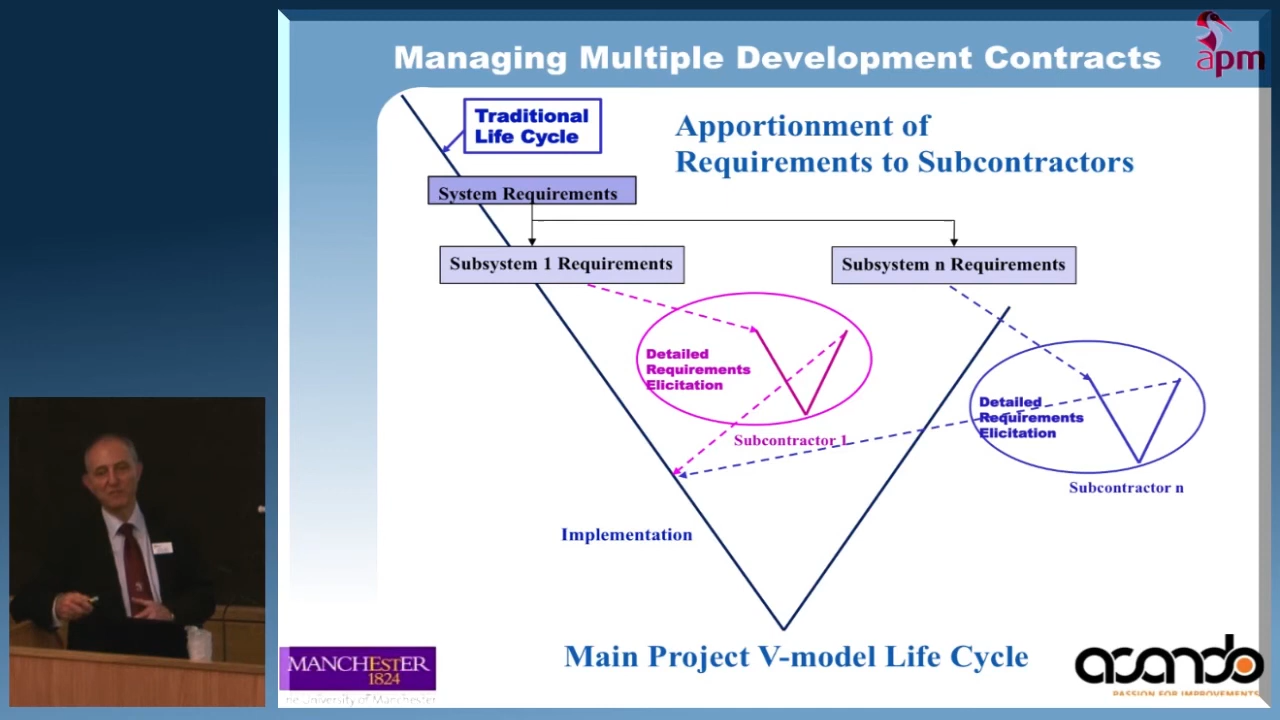 Managing Multiple Development Contracts
apm
Traditional
Life Cycle
Apportionment of
Requirements to Subcontractors
System Requirements
Subsystem 1 Requirements
Subsystem n Requirements
Detailed
Requirements
Elicitation
Subcontractor 1
Detailed
Requirements
Elicitation
Subcontractor n
Implementation
Main Project V-model Life Cycle
MANCHESTER
1824
University of Manchester
asando
PASSION FOR IMPROVEMENTS